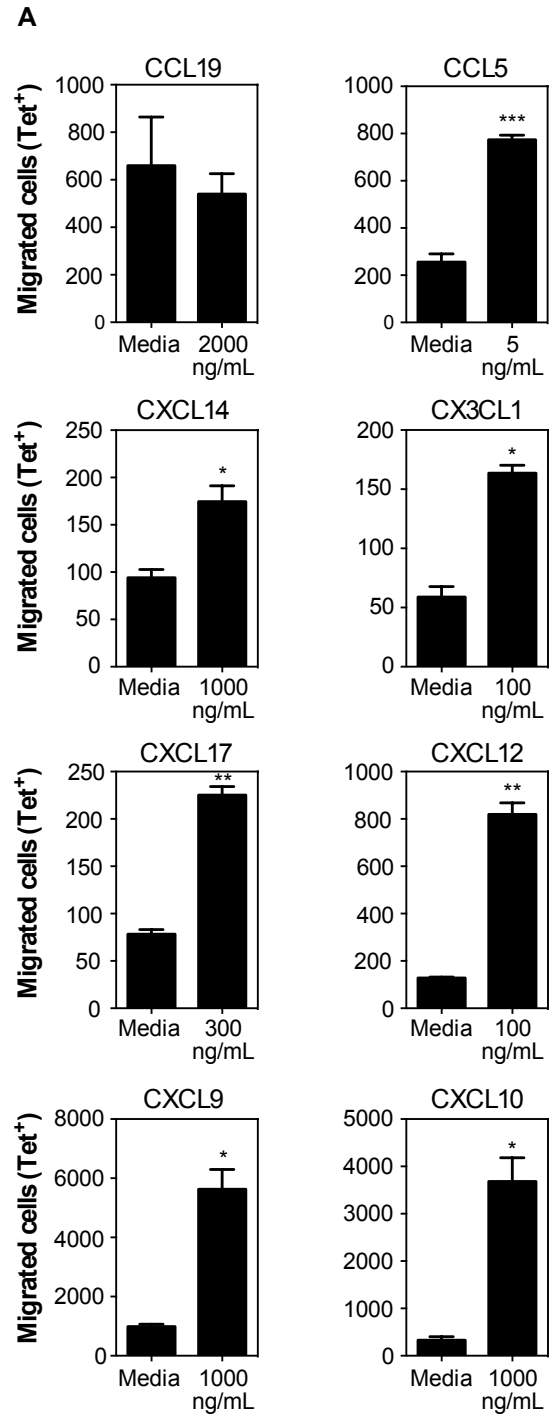 A
CCL19
Migrated cells (Tet+)
1000
800
600
400
200
0
Media
2000
ng/mL
CCL5
***
1000
800
600
400
200
0
Media
5
ng/mL
CXCL14
Migrated cells (Tet+)
*
250
200
150
100
50
0
Media
1000
ng/mL
CX3CL1
*
200
150
100
50
0
Media
100
ng/mL
CXCL17
Migrated cells (Tet+)
**
250
200
150
100
50
0
Media
300
ng/mL
CXCL12
**
1000
800
600
400
200
0
Media
100
ng/mL
CXCL9
Migrated cells (Tet+)
*
8000
6000
4000
2000
0
Media
1000
ng/mL
CXCL10
*
5000
4000
3000
2000
1000
0
Media
1000
ng/mL